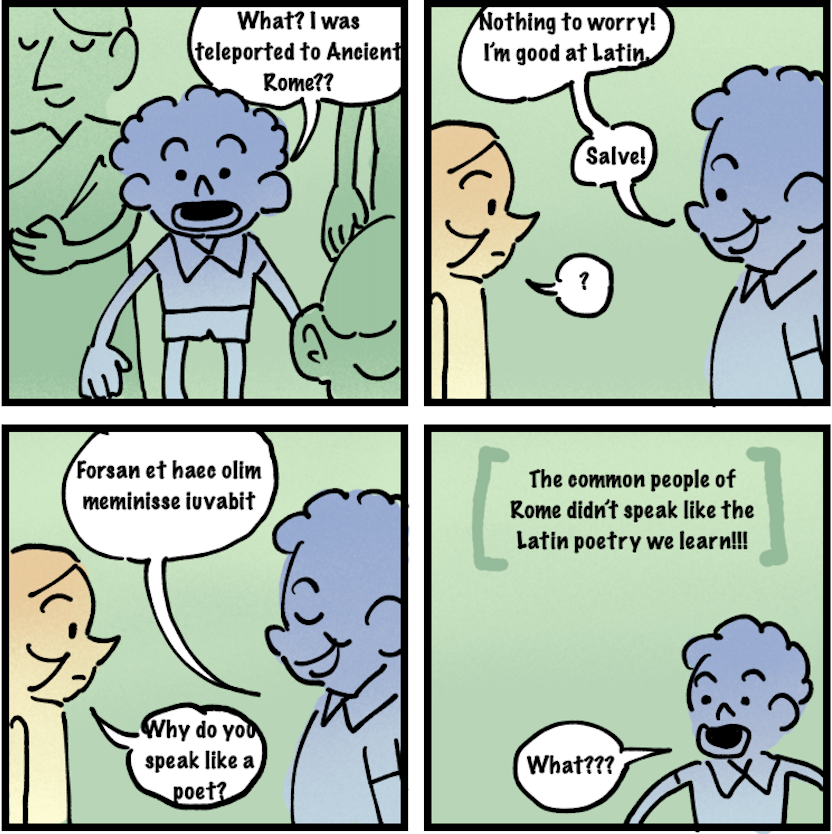 What? I was
teleported to Ancient
Rome??
Nothing to worry!
I'm good at Latin.
Salve!
?
Forsan et haec olim
meminisse iuvabit
Why do you
speak like a
poet?
The common people of
Rome didn't speak like the
Latin poetry we learn!!!
What???